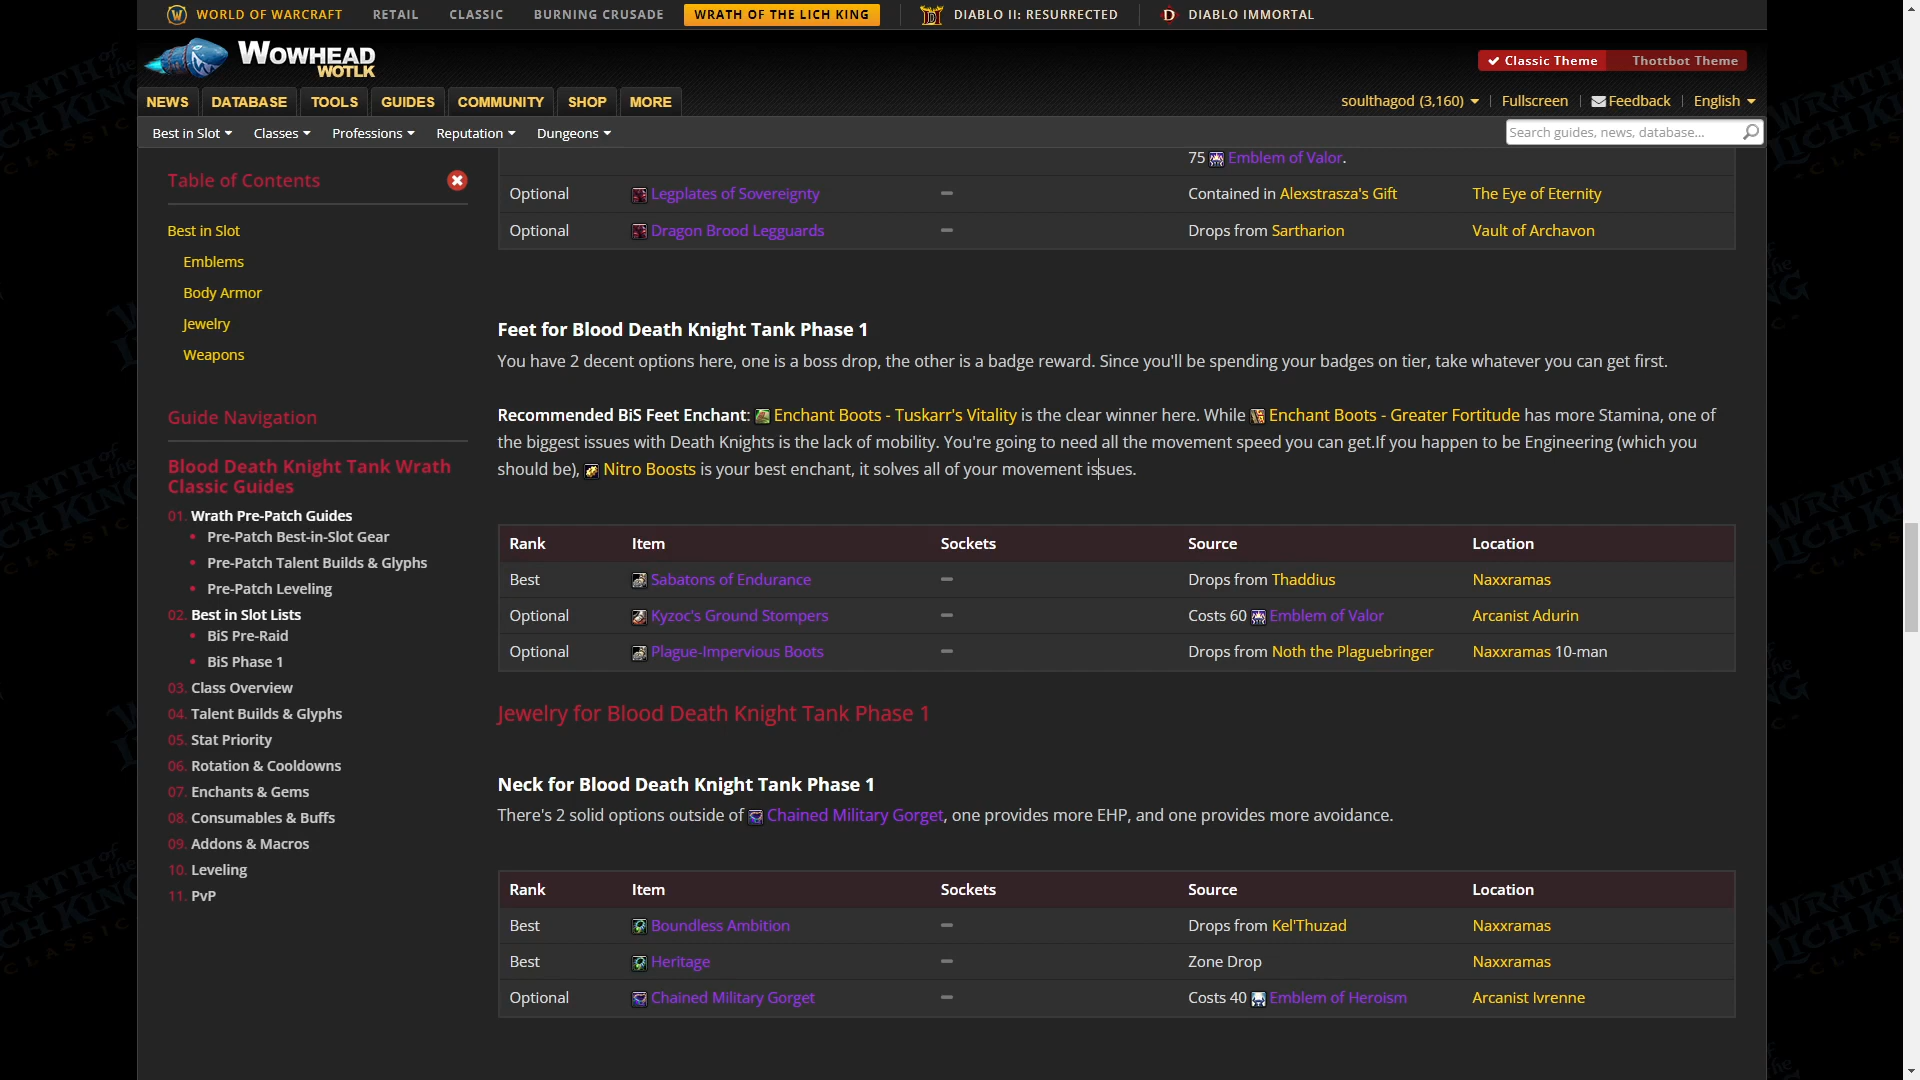 WORLD OF WARCRAFT RETAIL CLASSIC BURNING CRUSADE WRATH OF THE LICH KING DIABLO II: RESURRECTED DIABLO IMMORTAL
WOWHEAD
WOTLK
Classic Theme Thottbot Theme
NEWS DATABASE TOOLS GUIDES COMMUNITY SHOP MORE
soulthagod (3,160) Fullscreen Feedback English
Best in Slot Classes Professions Reputation Dungeons
Search guides, news, database...
Table of Contents
Best in Slot
Emblems
Body Armor
Jewelry
Weapons
Guide Navigation
Blood Death Knight Tank Wrath
Classic Guides
01. Wrath Pre-Patch Guides
Pre-Patch Best-in-Slot Gear
Pre-Patch Talent Builds & Glyphs
Pre-Patch Leveling
02. Best in Slot Lists
BiS Pre-Raid
BiS Phase 1
03. Class Overview
04. Talent Builds & Glyphs
05. Stat Priority
06. Rotation & Cooldowns
07. Enchants & Gems
08. Consumables & Buffs
09. Addons & Macros
10. Leveling
11. PvP
75 Emblem of Valor.
Optional Legplates of Sovereignty – Contained in Alexstrasza's Gift The Eye of Eternity
Optional Dragon Brood Legguards – Drops from Sartharion Vault of Archavon
Feet for Blood Death Knight Tank Phase 1
You have 2 decent options here, one is a boss drop, the other is a badge reward. Since you'll be spending your badges on tier, take whatever you can get first.
Recommended BiS Feet Enchant: Enchant Boots - Tuskarr's Vitality is the clear winner here. While Enchant Boots - Greater Fortitude has more Stamina, one of
the biggest issues with Death Knights is the lack of mobility. You're going to need all the movement speed you can get.If you happen to be Engineering (which you
should be), Nitro Boosts is your best enchant, it solves all of your movement issues.
Rank Item Sockets Source Location
Best Sabatons of Endurance – Drops from Thaddius Naxxramas
Optional Kyzoc's Ground Stompers – Costs 60 Emblem of Valor Arcanist Adurin
Optional Plague-Impervious Boots – Drops from Noth the Plaguebringer Naxxramas 10-man
Jewelry for Blood Death Knight Tank Phase 1
Neck for Blood Death Knight Tank Phase 1
There's 2 solid options outside of Chained Military Gorget, one provides more EHP, and one provides more avoidance.
Rank Item Sockets Source Location
Best Boundless Ambition – Drops from Kel'Thuzad Naxxramas
Best Heritage – Zone Drop Naxxramas
Optional Chained Military Gorget – Costs 40 Emblem of Heroism Arcanist Ivrenne